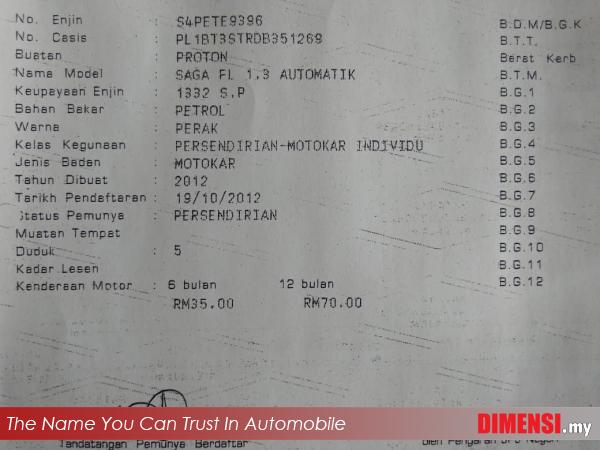 No. Enjin : S4PETE9396
No. Casis : PL1BT3STRDB351269
Buatan : PROTON
Nama Model : SAGA FL 1.3 AUTOMATIK
Keupayaan Enjin : 1332 S.P
Bahan Bakar : PETROL
Warna : PERAK
Kelas Kegunaan : PERSENDIRIAN-MOTOKAR INDIVIDU
Jenis Badan : MOTOKAR
Tahun Dibuat : 2012
Tarikh Pendaftaran : 19/10/2012
Status Pemunya : PERSENDIRIAN
Muatan Tempat
Duduk : 5
Kadar Lesen
Kenderaan Motor : 6 bulan 12 bulan
RM35.00 RM70.00
B.D.M/B.G.K
B.T.T.
Berat Kerb
B.T.M.
B.G.1
B.G.2
B.G.3
B.G.4
B.G.5
B.G.6
B.G.7
B.G.8
B.G.9
B.G.10
B.G.11
B.G.12
The Name You Can Trust In Automobile
DIMENSI.my
Tandatangan Pemunya Berdaftar